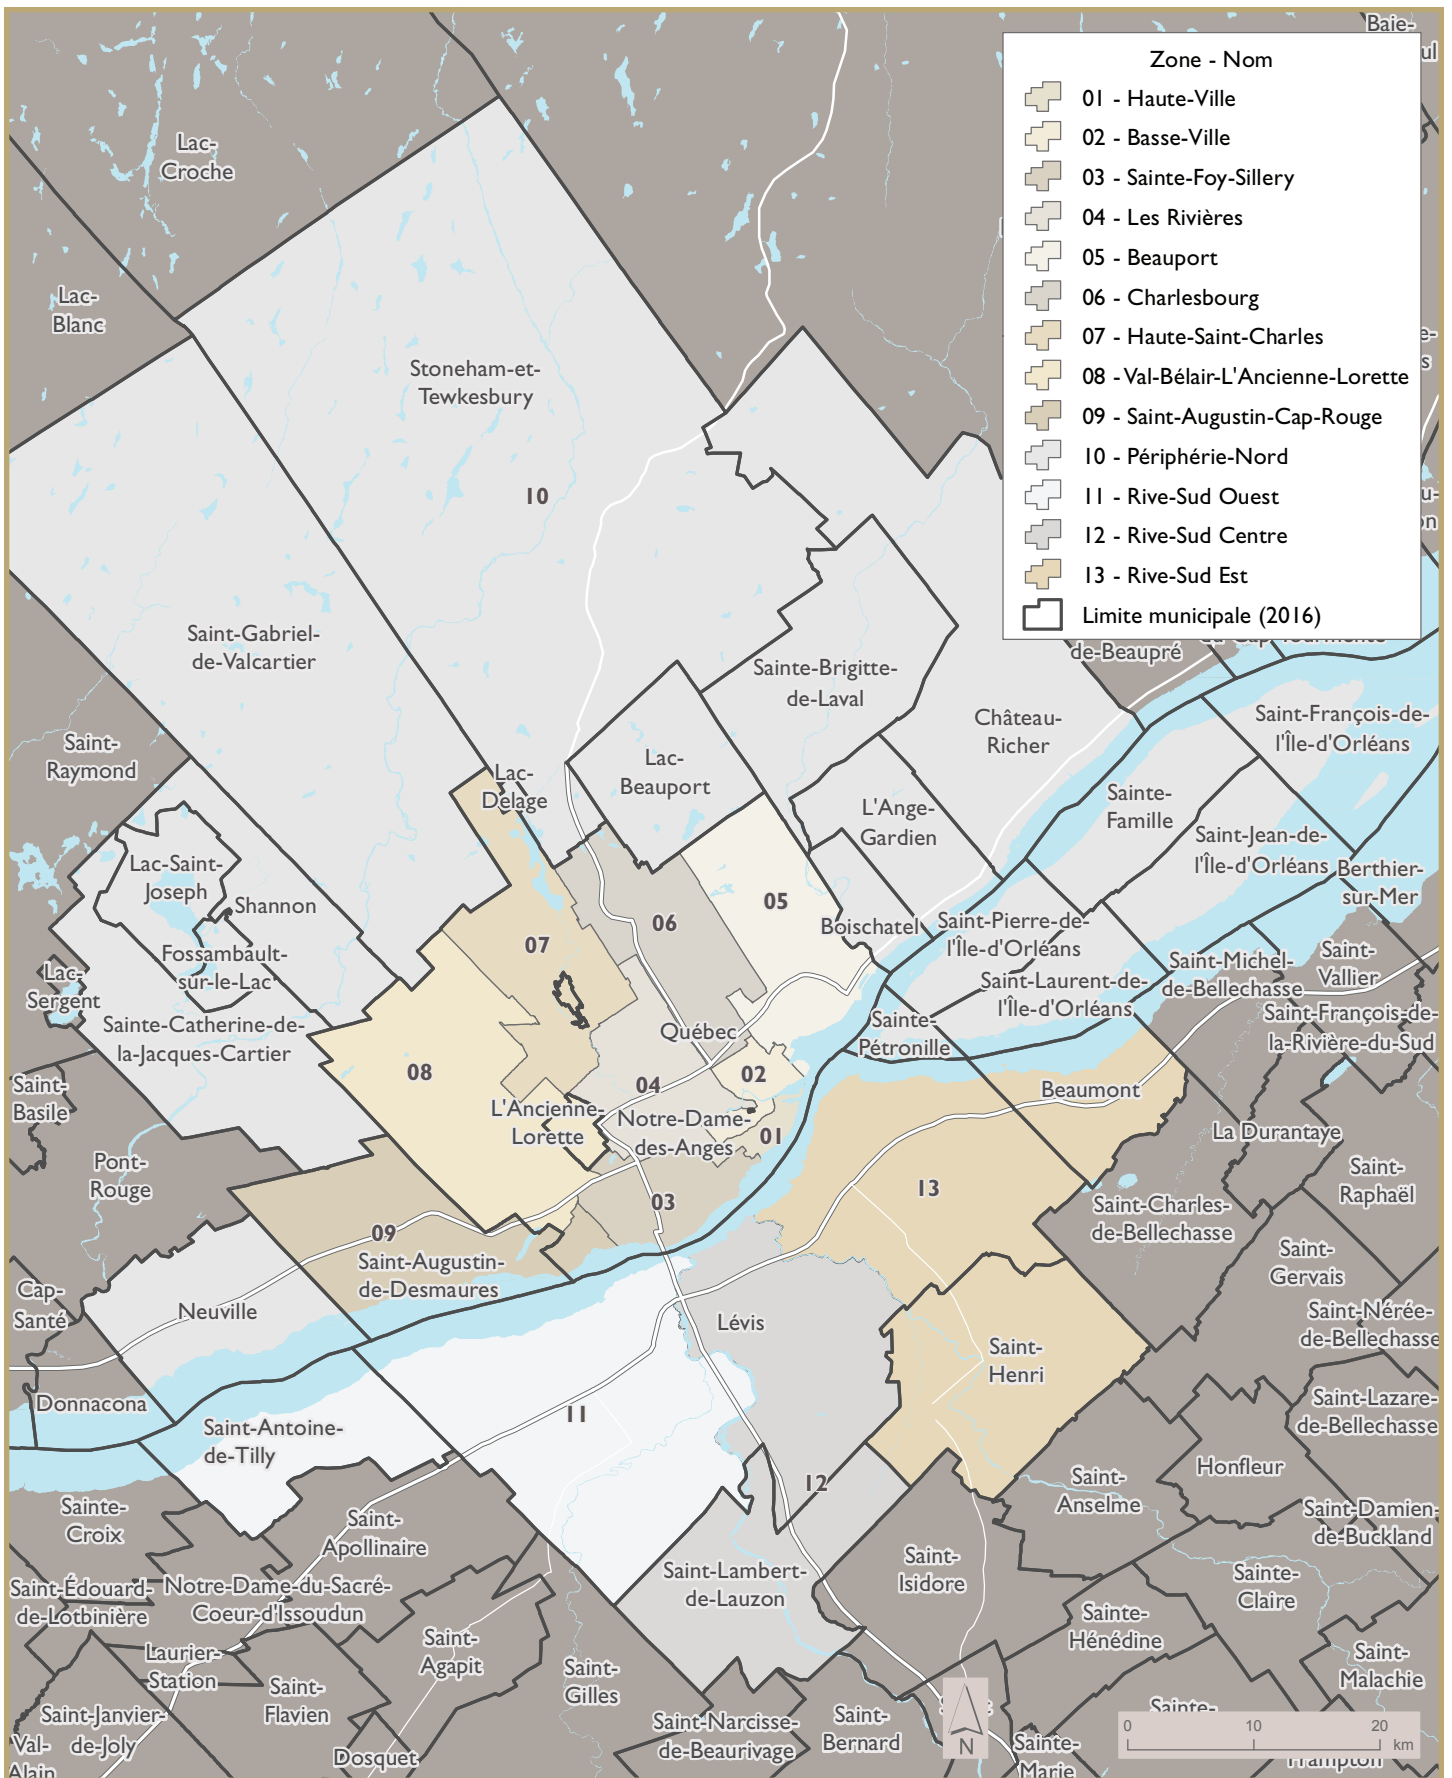 Baie-
ul
Zone - Nom
01 - Haute-Ville
02 - Basse-Ville
03 - Sainte-Foy-Sillery
04 - Les Rivières
05 - Beauport
06 - Charlesbourg
07 - Haute-Saint-Charles
08 - Val-Bélair-L'Ancienne-Lorette
09 - Saint-Augustin-Cap-Rouge
10 - Périphérie-Nord
11 - Rive-Sud Ouest
12 - Rive-Sud Centre
13 - Rive-Sud Est
Limite municipale (2016)
Lac-
Croche
Lac-
Blanc
Stoneham-et-
Tewkesbury
10
Saint-Gabriel-
de-Valcartier
de-Beaupré
Sainte-Brigitte-
de-Laval
Château-
Richer
Saint-François-de-
l'Île-d'Orléans
Saint-
Raymond
Lac-
Delage
Lac-
Beauport
L'Ange-
Gardien
Sainte-
Famille
Saint-Jean-de-
l'Île-d'Orléans
Berthier-
sur-Mer
Lac-Saint-
Joseph
Shannon
05
06
07
Boischatel
Saint-Pierre-de-
l'Île-d'Orléans
Fossambault-
sur-le-Lac
Lac-
Sergent
Saint-Laurent-de-
l'Île-d'Orléans
Saint-Michel-
de-Bellechasse
Saint-
Vallier
Sainte-Catherine-de-
la-Jacques-Cartier
Québec
Sainte-
Pétronille
Saint-François-de-
la-Rivière-du-Sud
Saint-
Basile
08
04
02
Beaumont
L'Ancienne-
Lorette
Notre-Dame-
des-Anges
01
La Durantaye
Pont-
Rouge
03
13
Saint-
Raphaël
Saint-Charles-
de-Bellechasse
09
Saint-Augustin-
de-Desmaures
Saint-
Gervais
Cap-
Santé
Neuville
Lévis
Saint-Nérée-
de-Bellechasse
Saint-
Henri
Donnacona
Saint-Antoine-
de-Tilly
11
Saint-Lazare-
de-Bellechasse
Honfleur
12
Saint-
Anselme
Sainte-
Croix
Saint-
Apollinaire
Saint-Damien-
de-Buckland
Saint-Édouard-
de-Lotbinière
Notre-Dame-du-Sacré-
Coeur-d'Issoudun
Saint-Lambert-
de-Lauzon
Saint-
Isidore
Sainte-
Claire
Sainte-
Hénédine
Laurier-
Station
Saint-
Agapit
Saint-
Gilles
Saint-
Flavien
Saint-
Malachie
Saint-Janvier-
de-Joly
Val-
Alain
Dosquet
Saint-Narcisse-
de-Beaurivage
Saint-
Bernard
N
Sainte-
Marie
Sainte-
0 10 20
km
Frampton